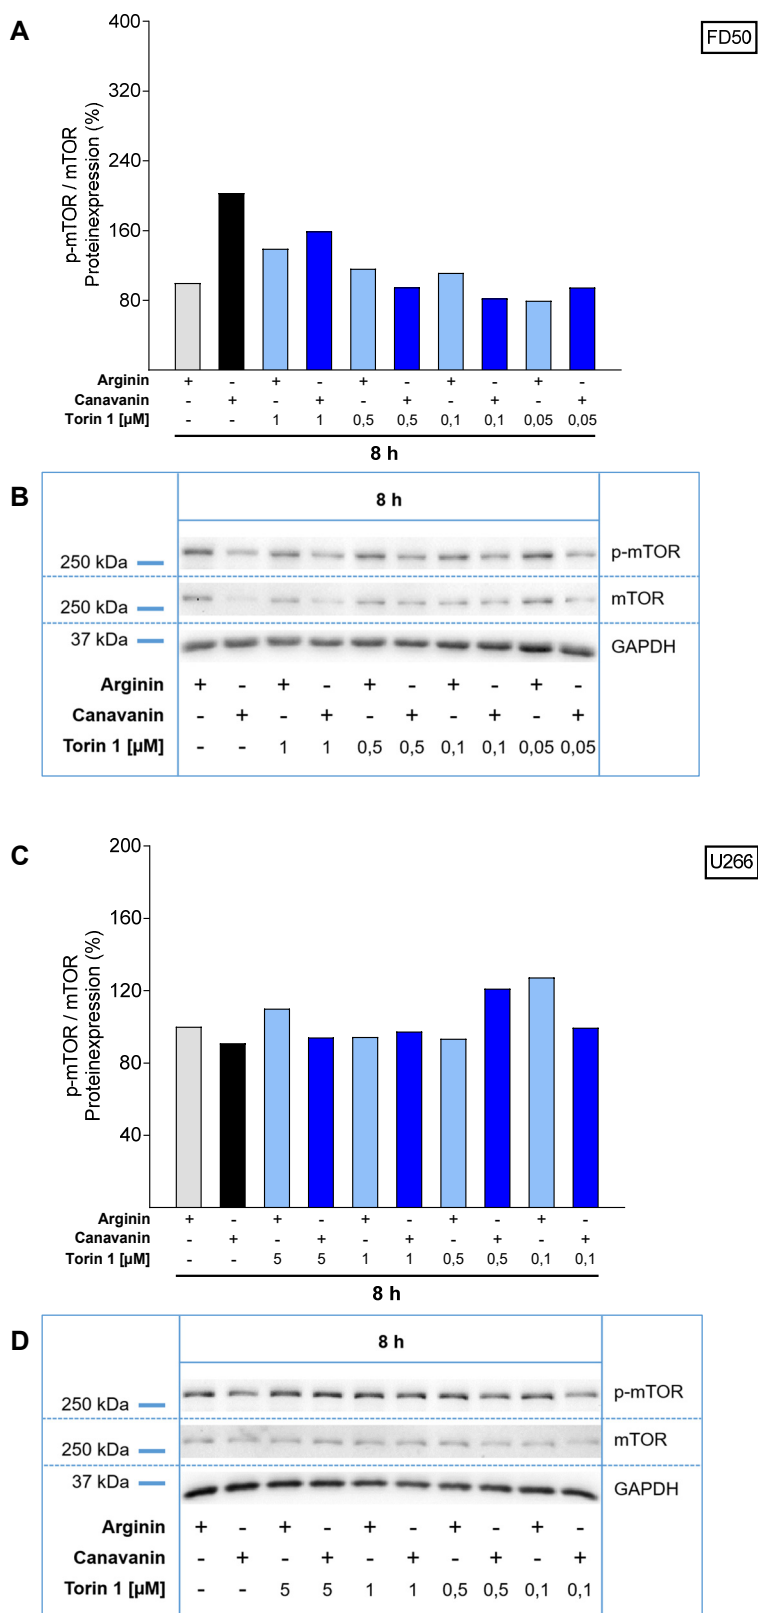 A
FD50
p-mTOR / mTOR
Proteinexpression (%)
400
320
240
160
80
Arginin + - + - + - + - + -
Canavanin - + - + - + - + - +
Torin 1 [µM] - - 1 1 0,5 0,5 0,1 0,1 0,05 0,05
8 h
B
8 h
250 kDa p-mTOR
250 kDa mTOR
37 kDa GAPDH
Arginin + - + - + - + - + -
Canavanin - + - + - + - + - +
Torin 1 [µM] - - 1 1 0,5 0,5 0,1 0,1 0,05 0,05
C
U266
p-mTOR / mTOR
Proteinexpression (%)
200
160
120
80
40
Arginin + - + - + - + - + -
Canavanin - + - + - + - + - +
Torin 1 [µM] - - 5 5 1 1 0,5 0,5 0,1 0,1
8 h
D
8 h
250 kDa p-mTOR
250 kDa mTOR
37 kDa GAPDH
Arginin + - + - + - + - + -
Canavanin - + - + - + - + - +
Torin 1 [µM] - - 5 5 1 1 0,5 0,5 0,1 0,1